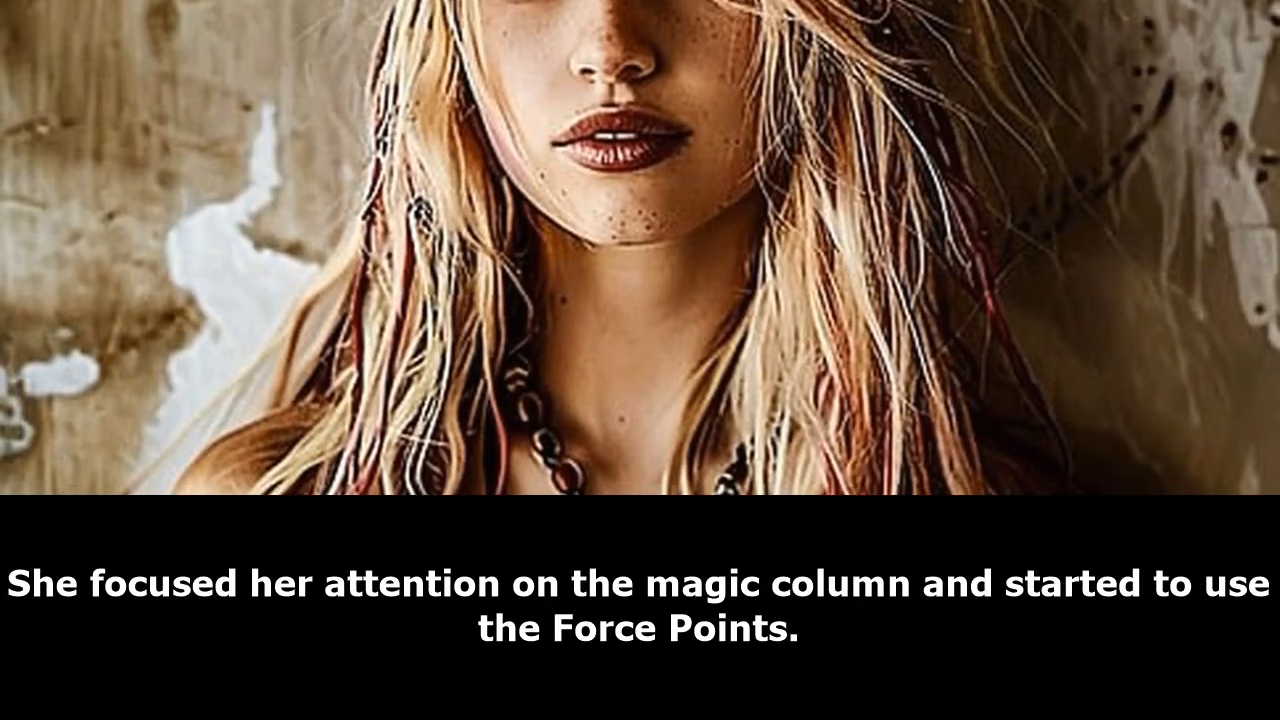 She focused her attention on the magic column and started to use
the Force Points.